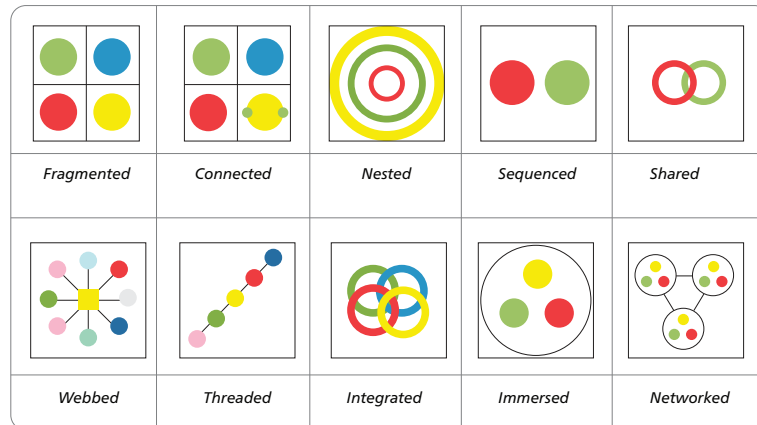 Fragmented
Connected
Nested
Sequenced
Shared
Webbed
Threaded
Integrated
Immersed
Networked